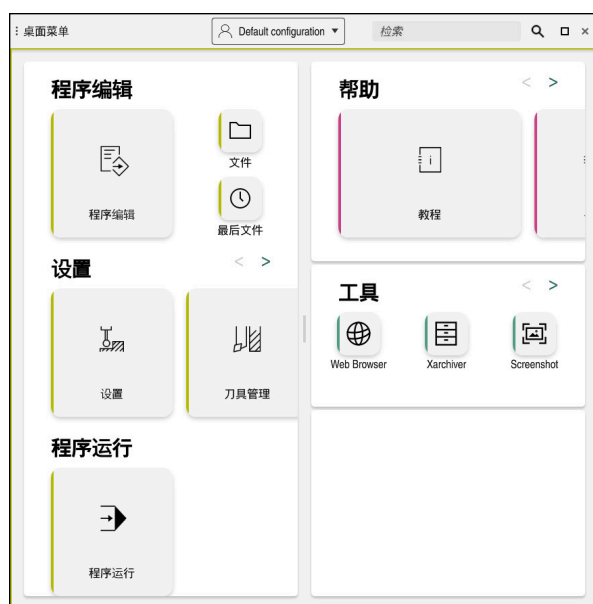 桌面菜单
Default configuration
检索
程序编辑
程序编辑
文件
最后文件
设置
设置
刀具管理
程序运行
程序运行
帮助
教程
工具
Web Browser
Xarchiver
Screenshot